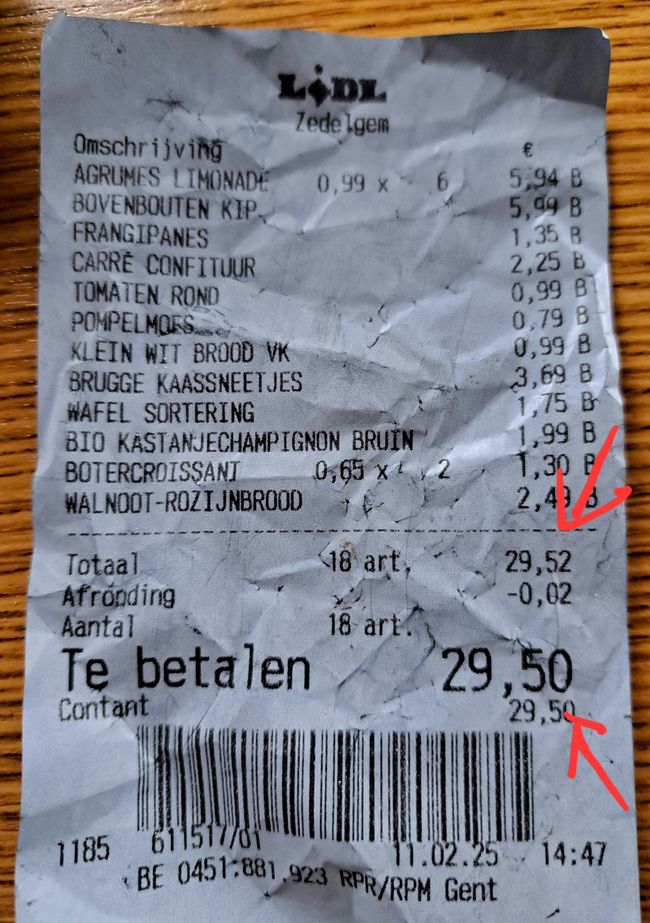 LiDL
Zedelgem
Omschrijving €
AGRUMES LIMONADE 0,99 x 6 5,94 B
BOVENBOUTEN KIP 5,99 B
FRANGIPANES 1,35 B
CARRÉ CONFITUUR 2,25 B
TOMATEN ROND 0,99 B
POMPELMOES 0,79 B
KLEIN WIT BROOD VK 0,99 B
BRUGGE KAASSNEETJES 3,69 B
WAFEL SORTERING 1,75 B
BIO KASTANJECHAMPIGNON BRUIN 1,99 B
BOTERCROISSANT 0,65 x 2 1,30 B
WALNOOT-ROZIJNBROOD 2,49 B
Totaal 18 art. 29,52
Afronding -0,02
Aantal 18 art.
Te betalen 29,50
Contant 29,50
1185 611517/01 11.02.25 14:47
BE 0451.881.923 RPR/RPM Gent